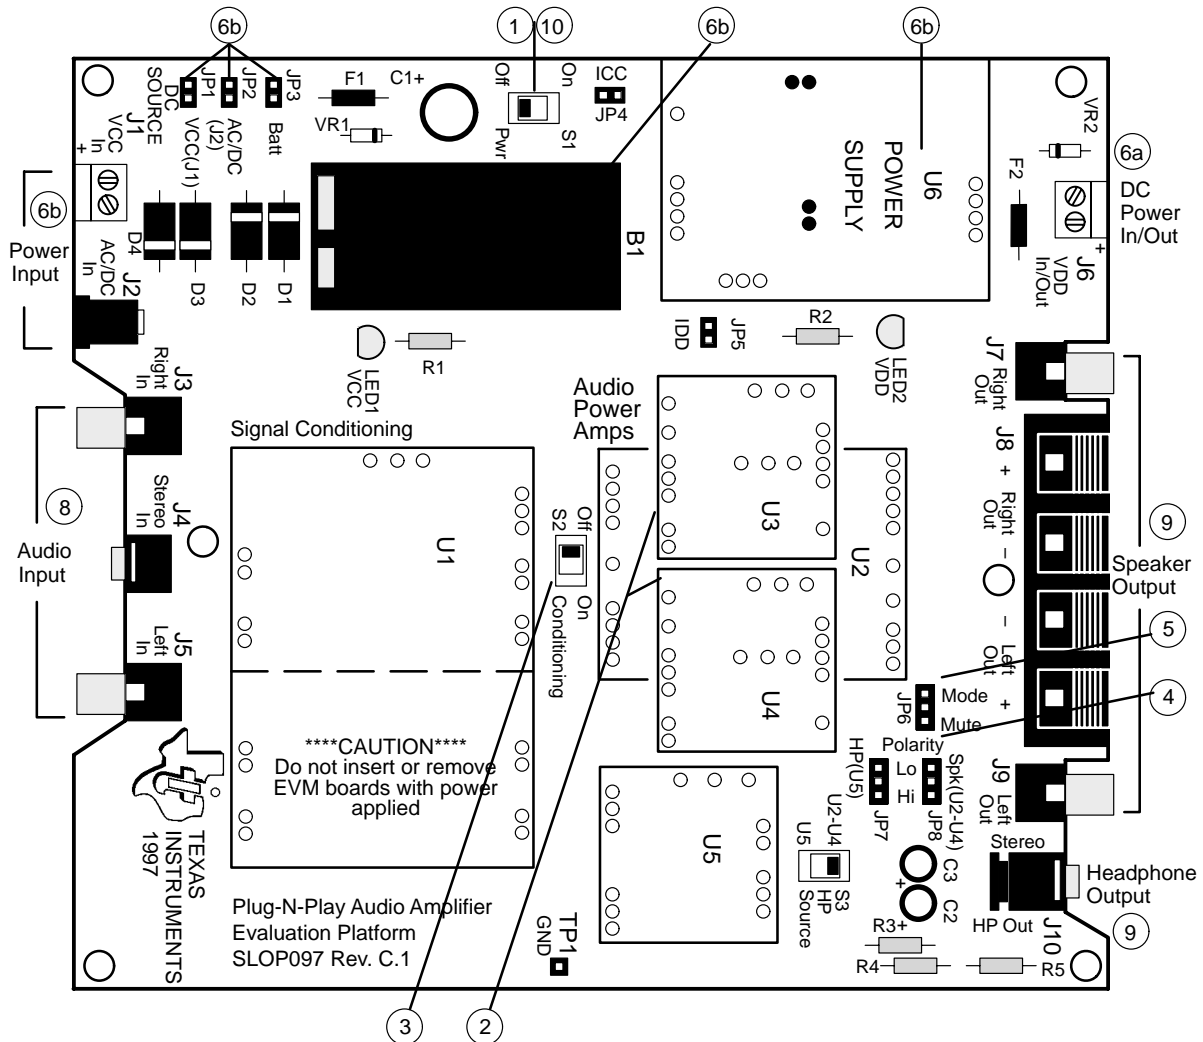 6b
1
10
6b
6b
JP1
JP2
JP3
DC
SOURCE
VCC(J1)
AC/DC
(J2)
Batt
F1
C1+
VR1
Off
On
Pwr
S1
ICC
JP4
U6
POWER
SUPPLY
VR2
F2
6a
DC
Power
In/Out
J6
VDD
In/Out
+
J1
VCC
In
+
6b
Power
Input
D4
D3
D2
D1
AC/DC
In
J2
B1
LED1
VCC
R1
IDD
JP5
R2
LED2
VDD
J3
Right
In
J7
Right
Out
Signal Conditioning
Audio
Power
Amps
8
Audio
Input
J4
Stereo
In
U1
Off
S2
On
Conditioning
U3
U2
U4
J8
+
Right
Out
−
−
Left
Out
+
9
Speaker
Output
5
4
J5
Left
In
JP6
Mode
Mute
Polarity
HP(U5)
Lo
Hi
JP7
Spk(U2-U4)
JP8
J9
Left
Out
****CAUTION****
Do not insert or remove
EVM boards with power
applied
TEXAS
INSTRUMENTS
1997
U5
U5
U2-U4
S3
HP
Source
C3
+
C2
Stereo
Headphone
Output
HP Out
J10
9
R3+
R4
R5
Plug-N-Play Audio Amplifier
Evaluation Platform
SLOP097 Rev. C.1
TP1
GND
3
2